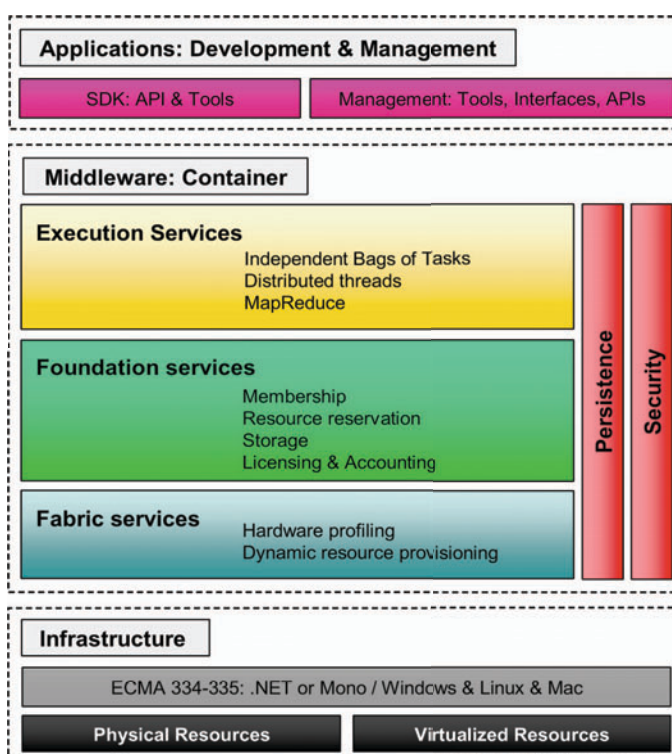 Applications: Development & Management
SDK: API & Tools
Management: Tools, Interfaces, APIs
Middleware: Container
Execution Services
Independent Bags of Tasks
Distributed threads
MapReduce
Foundation services
Membership
Resource reservation
Storage
Licensing & Accounting
Fabric services
Hardware profiling
Dynamic resource provisioning
Persistence
Security
Infrastructure
ECMA 334-335: .NET or Mono / Windows & Linux & Mac
Physical Resources
Virtualized Resources